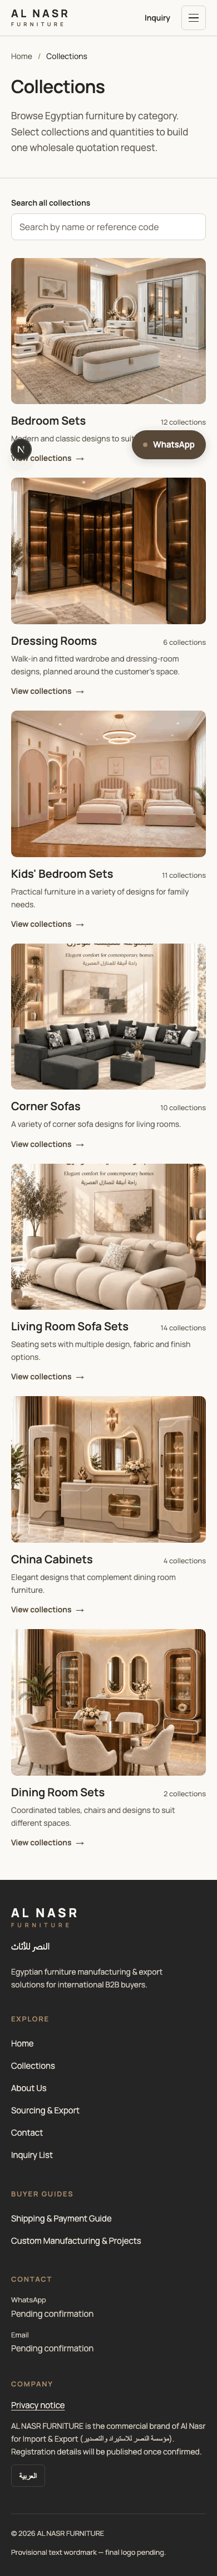 AL NASR
FURNITURE
Inquiry
Home / Collections
Collections
Browse Egyptian furniture by category.
Select collections and quantities to build
one wholesale quotation request.
Search all collections
Search by name or reference code
Bedroom Sets
12 collections
Modern and classic designs to suit
WhatsApp
N
View collections →
Dressing Rooms
6 collections
Walk-in and fitted wardrobe and dressing-room
designs, planned around the customer's space.
View collections →
Kids' Bedroom Sets
11 collections
Practical furniture in a variety of designs for family
needs.
View collections →
Elegant comfort for contemporary homes
راحة أنيقة للمنازل العصرية
Corner Sofas
10 collections
A variety of corner sofa designs for living rooms.
View collections →
Elegant comfort for contemporary homes
راحة أنيقة للمنازل العصرية
Living Room Sofa Sets
14 collections
Seating sets with multiple design, fabric and finish
options.
View collections →
China Cabinets
4 collections
Elegant designs that complement dining room
furniture.
View collections →
Dining Room Sets
2 collections
Coordinated tables, chairs and designs to suit
different spaces.
View collections →
AL NASR
FURNITURE
النصر للأثاث
Egyptian furniture manufacturing & export
solutions for international B2B buyers.
EXPLORE
Home
Collections
About Us
Sourcing & Export
Contact
Inquiry List
BUYER GUIDES
Shipping & Payment Guide
Custom Manufacturing & Projects
CONTACT
WhatsApp
Pending confirmation
Email
Pending confirmation
COMPANY
Privacy notice
AL NASR FURNITURE is the commercial brand of Al Nasr
for Import & Export (مؤسسة النصر للاستيراد والتصدير).
Registration details will be published once confirmed.
العربية
© 2026 AL NASR FURNITURE
Provisional text wordmark — final logo pending.